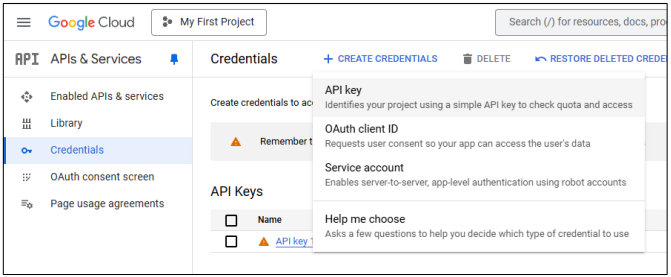 Google Cloud
My First Project
Search (/) for resources, docs, pro
API APIs & Services
Credentials
+ CREATE CREDENTIALS
DELETE
RESTORE DELETED CREDE
Enabled APIs & services
Library
Credentials
OAuth consent screen
Page usage agreements
Create credentials to acc
Remember t
API key
Identifies your project using a simple API key to check quota and access
OAuth client ID
Requests user consent so your app can access the user's data
Service account
Enables server-to-server, app-level authentication using robot accounts
Help me choose
Asks a few questions to help you decide which type of credential to use
API Keys
Name
API key 1